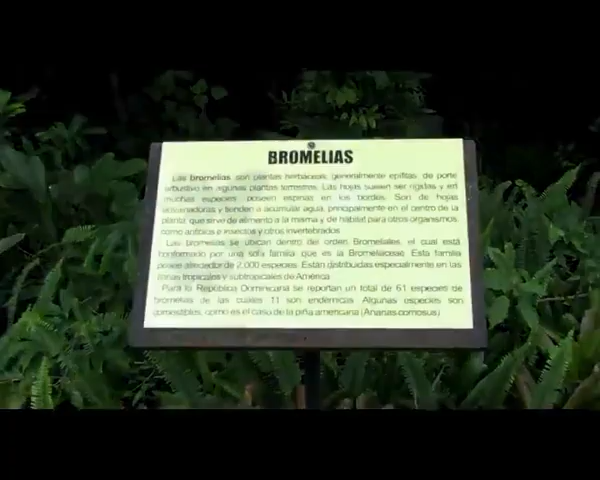 BROMELIAS
Las bromelias son plantas herbaceas, generalmente epifitas, de porte
arbustivo en algunas plantas terrestres. Las hojas suelen ser rígidas y en
muchas especies poseen espinas en los bordes. Son de hojas
y tienden a acumular agua, principalmente en el centro de la
planta, que sirve de alimento a la misma y de hábitat para otros organismos,
como anfibios e insectos y otros invertebrados.
Las bromelias se ubican dentro del orden Bromeliales, el cual está
conformado por una sola familia que es la Bromeliaceae. Esta familia
posee alrededor de 2,000 especies. Están distribuidas especialmente en las
zonas tropicales y subtropicales de América.
Para la República Dominicana se reportan un total de 61 especies de
bromelias de las cuales 11 son endémicas. Algunas especies son
comestibles, como es el caso de la piña americana (Ananas comosus).